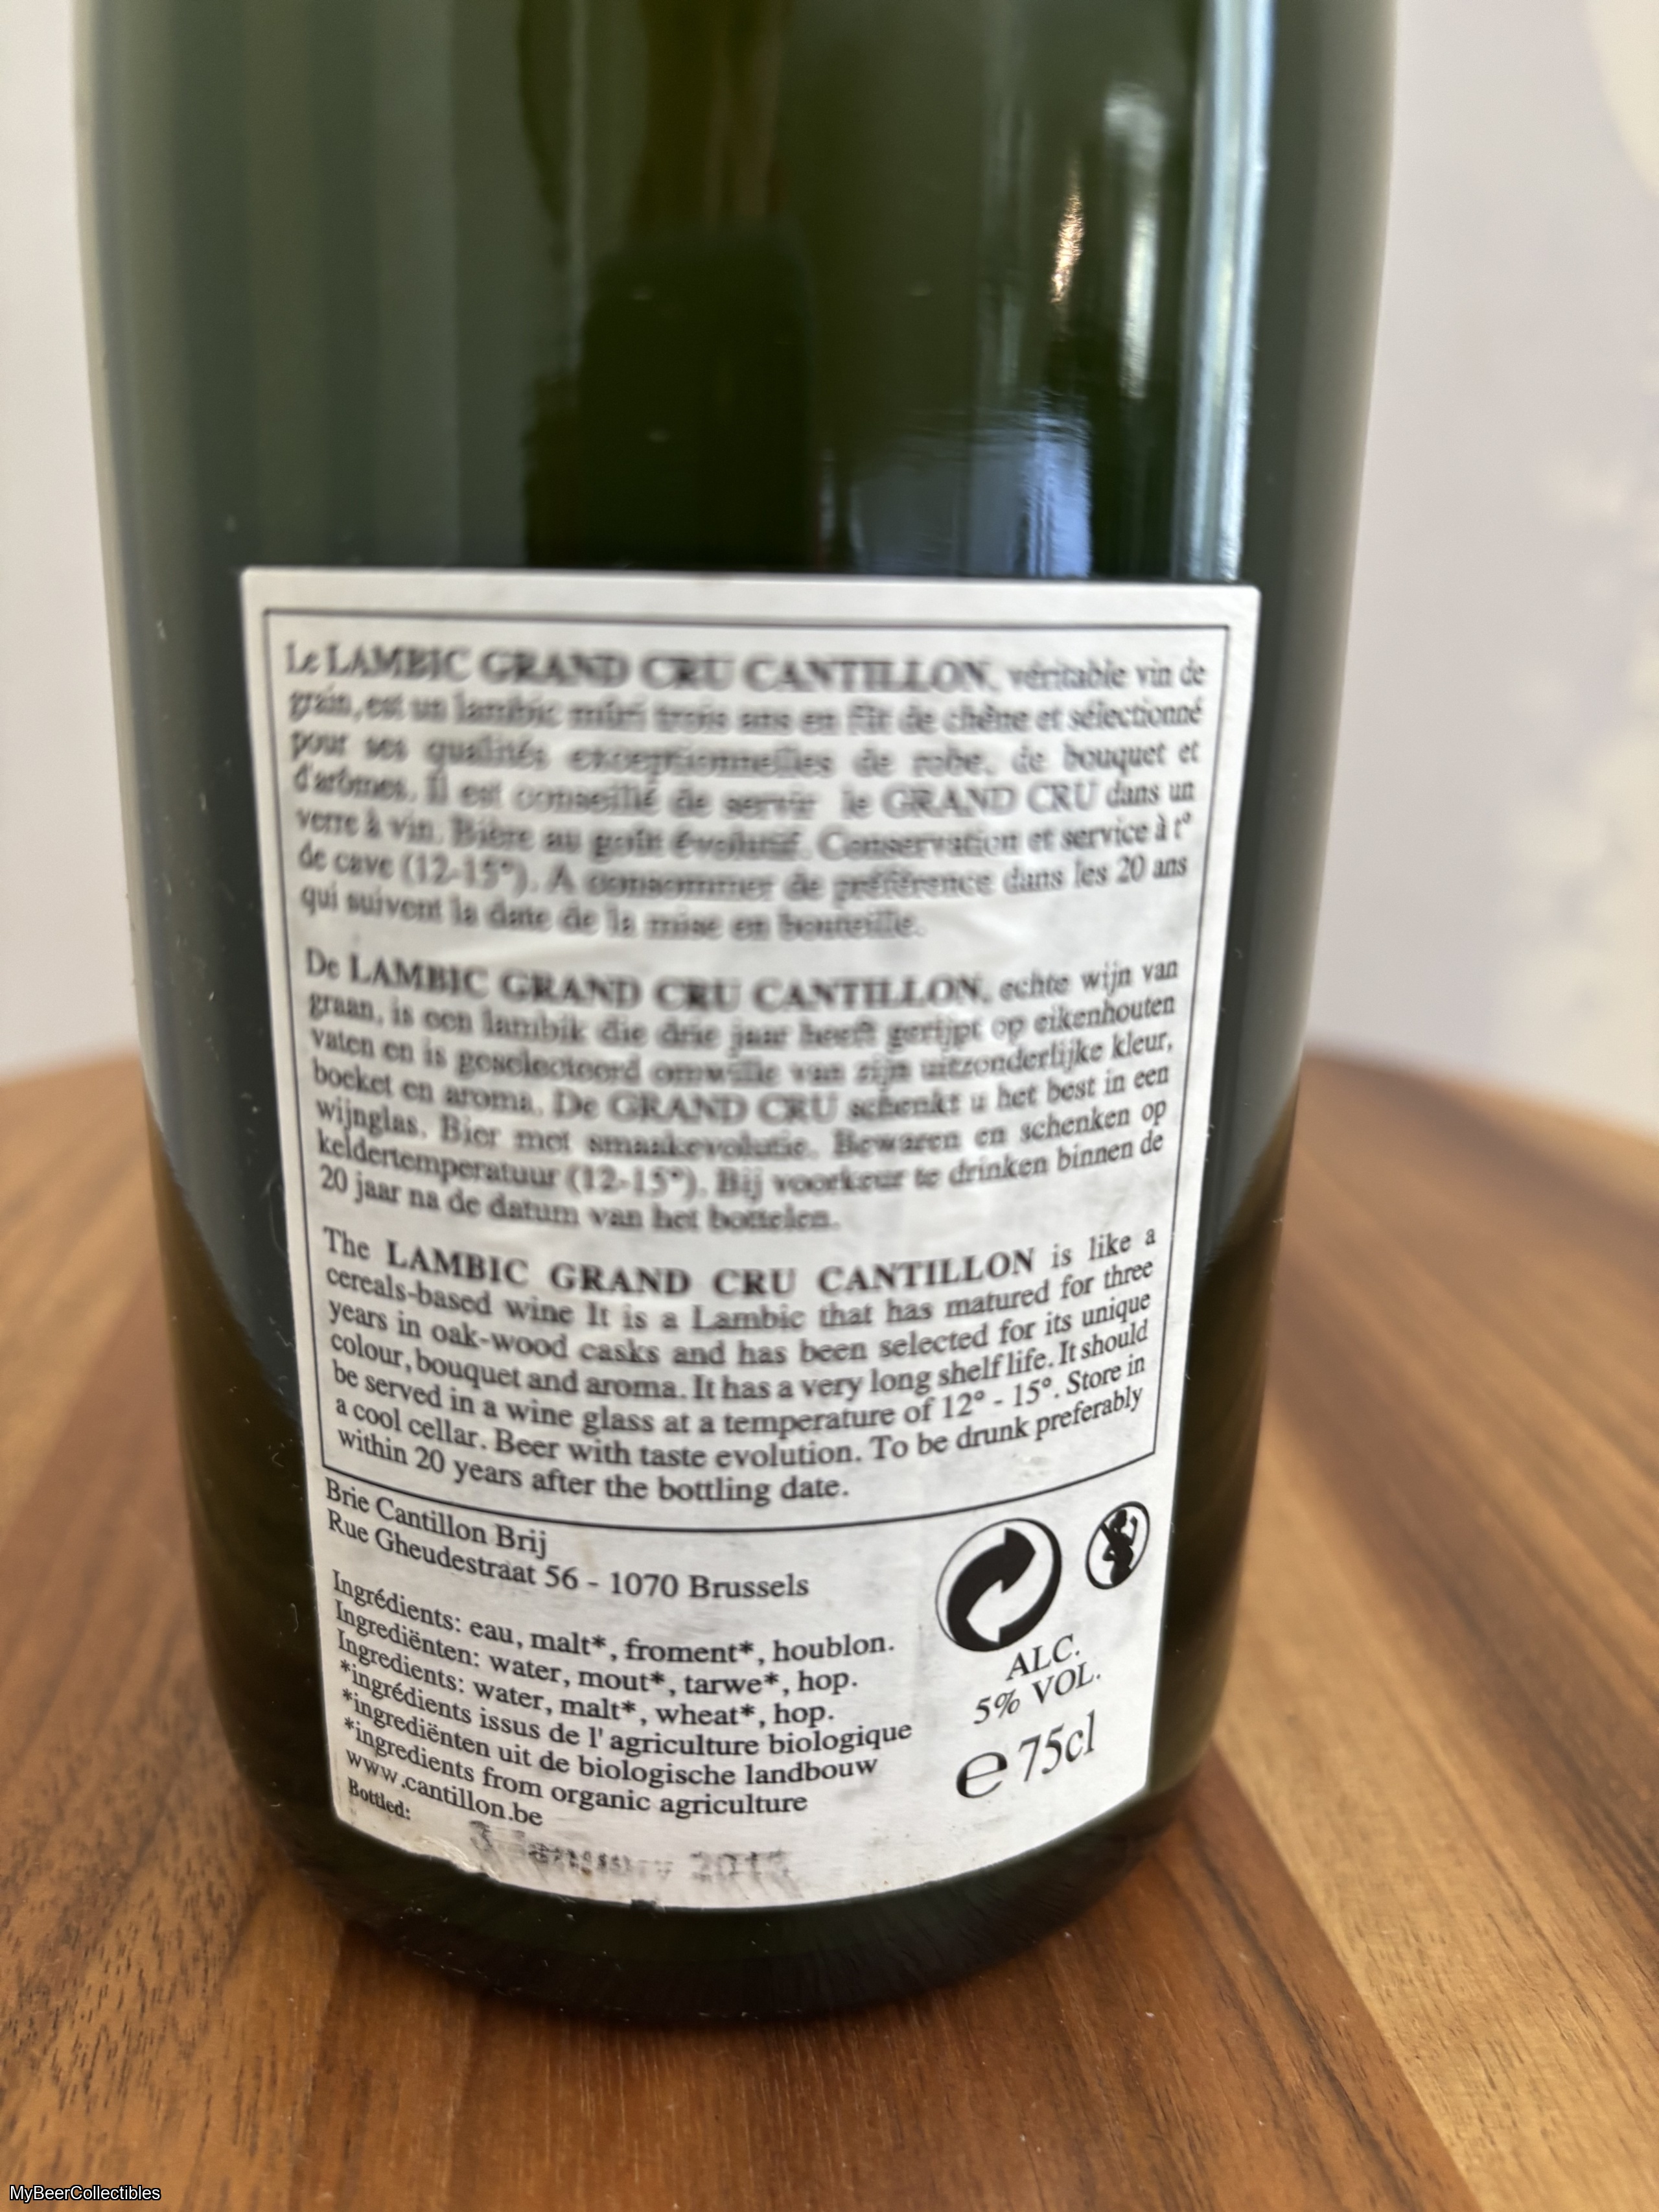 Le LAMBIC GRAND CRU CANTILLON, véritable vin de
grain, est un lambic mûri trois ans en fût de chêne et sélectionné
pour ses qualités exceptionnelles de robe, de bouquet et
d'arômes. Il est conseillé de servir le GRAND CRU dans un
verre à vin. Bière au goût évolutif. Conservation et service à t°
de cave (12-15°). A consommer de préférence dans les 20 ans
qui suivent la date de la mise en bouteille.
De LAMBIC GRAND CRU CANTILLON, echte wijn van
graan, is een lambik die drie jaar heeft gerijpt op eikenhouten
vaten en is geselecteerd omwille van zijn uitzonderlijke kleur,
boeket en aroma. De GRAND CRU schenkt u het best in een
wijnglas. Bier met smaakevolutie. Bewaren en schenken op
keldertemperatuur (12-15°). Bij voorkeur te drinken binnen de
20 jaar na de datum van het bottelen.
The LAMBIC GRAND CRU CANTILLON is like a
cereals-based wine It is a Lambic that has matured for three
years in oak-wood casks and has been selected for its unique
colour, bouquet and aroma. It has a very long shelf life. It should
be served in a wine glass at a temperature of 12° - 15°. Store in
a cool cellar. Beer with taste evolution. To be drunk preferably
within 20 years after the bottling date.
Brie Cantillon Brij
Rue Gheudestraat 56 - 1070 Brussels
Ingrédients: eau, malt*, froment*, houblon.
Ingrediënten: water, mout*, tarwe*, hop.
Ingredients: water, malt*, wheat*, hop.
*ingrédients issus de l' agriculture biologique
*ingrediënten uit de biologische landbouw
*ingredients from organic agriculture
www.cantillon.be
Bottled:
ALC.
5% VOL.
e 75cl
MyBeerCollectibles